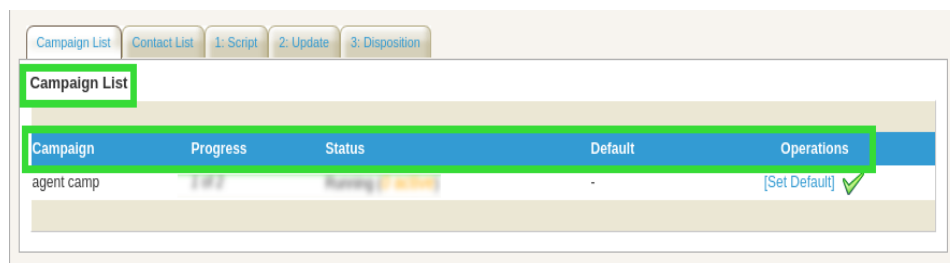 Campaign List Contact List 1: Script 2: Update 3: Disposition
Campaign List
Campaign Progress Status Default Operations
agent camp - [Set Default]